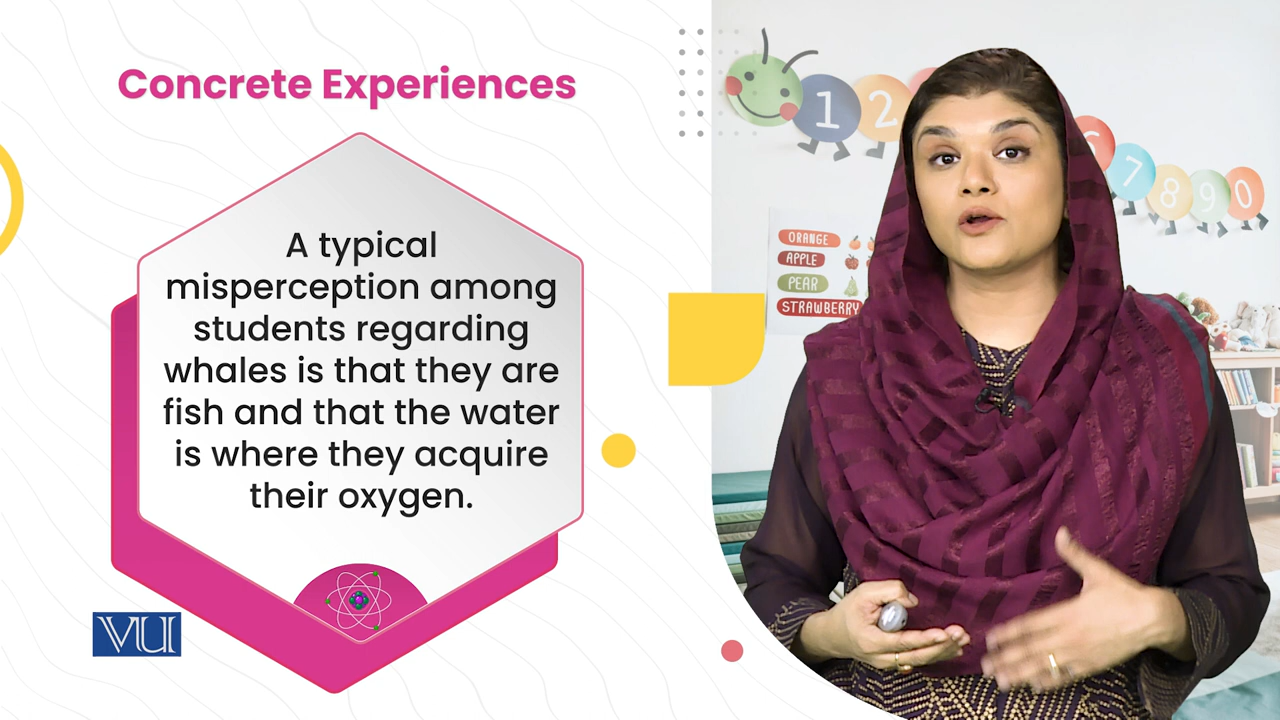 Concrete Experiences
A typical
misperception among
students regarding
whales is that they are
fish and that the water
is where they acquire
their oxygen.
VU
1 2
6 7 8 9 0
ORANGE
APPLE
PEAR
STRAWBERRY